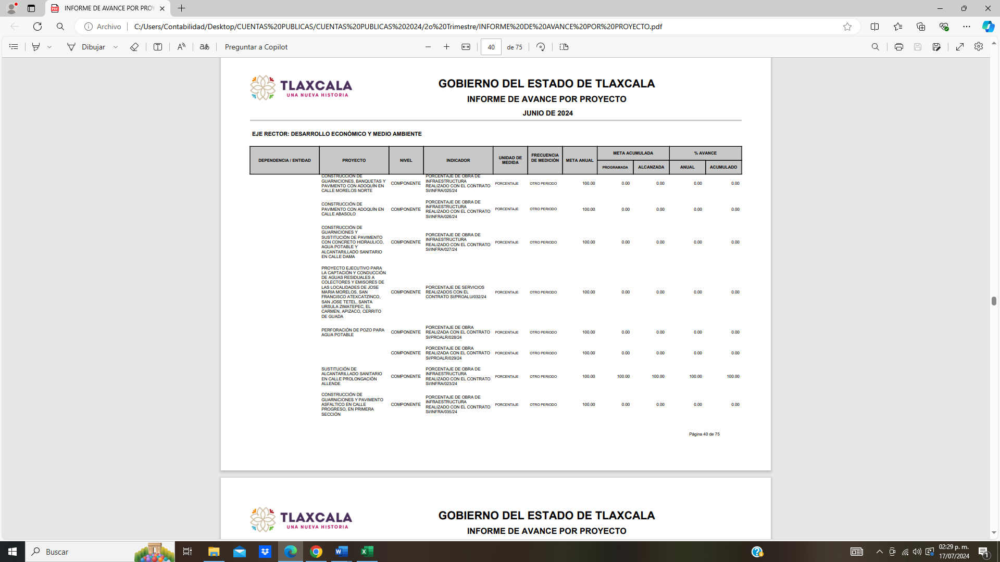 INFORME DE AVANCE POR PROY
Archivo
C:/Users/Contabilidad/Desktop/CUENTAS%20PUBLICAS/CUENTAS%20PUBLICAS%202024/2o%20Trimestre/INFORME%20DE%20AVANCE%20POR%20PROYECTO.pdf
Dibujar
aあ
Preguntar a Copilot
40
de 75
TLAXCALA
UNA NUEVA HISTORIA
GOBIERNO DEL ESTADO DE TLAXCALA
INFORME DE AVANCE POR PROYECTO
JUNIO DE 2024
EJE RECTOR: DESARROLLO ECONÓMICO Y MEDIO AMBIENTE
DEPENDENCIA / ENTIDAD
PROYECTO
NIVEL
INDICADOR
UNIDAD DE
MEDIDA
FRECUENCIA
DE MEDICIÓN
META ANUAL
META ACUMULADA
PROGRAMADA
ALCANZADA
% AVANCE
ANUAL
ACUMULADO
CONSTRUCCIÓN DE
GUARNICIONES, BANQUETAS Y
PAVIMENTO CON ADOQUÍN EN
CALLE MORELOS NORTE
COMPONENTE
PORCENTAJE DE OBRA DE
INFRAESTRUCTURA
REALIZADO CON EL CONTRATO
SI/INFRA/025/24
PORCENTAJE
OTRO PERIODO
100.00
0.00
0.00
0.00
0.00
CONSTRUCCIÓN DE
PAVIMENTO CON ADOQUÍN EN
CALLE ABASOLO
COMPONENTE
PORCENTAJE DE OBRA DE
INFRAESTRUCTURA
REALIZADO CON EL CONTRATO
SI/INFRA/026/24
PORCENTAJE
OTRO PERIODO
100.00
0.00
0.00
0.00
0.00
CONSTRUCCIÓN DE
GUARNICIONES Y
SUSTITUCIÓN DE PAVIMENTO
CON CONCRETO HIDRAULICO,
AGUA POTABLE Y
ALCANTARILLADO SANITARIO
EN CALLE DAMA
COMPONENTE
PORCENTAJE DE OBRA DE
INFRAESTRUCTURA
REALIZADO CON EL CONTRATO
SI/INFRA/027/24
PORCENTAJE
OTRO PERIODO
100.00
0.00
0.00
0.00
0.00
PROYECTO EJECUTIVO PARA
LA CAPTACIÓN Y CONDUCCIÓN
DE AGUAS RESIDUALES A
COLECTORES Y EMISORES DE
LAS LOCALIDADES DE JOSE
MARIA MORELOS, SAN
FRANCISCO ATEXCATZINCO,
SAN JOSE TETEL, SANTA
URSULA ZIMATEPEC, EL
CARMEN, APIZACO, CERRITO
DE GUADA
COMPONENTE
PORCENTAJE DE SERVICIOS
REALIZADOS CON EL
CONTRATO SI/PROALU/032/24
PORCENTAJE
OTRO PERIODO
100.00
0.00
0.00
0.00
0.00
PERFORACIÓN DE POZO PARA
AGUA POTABLE
COMPONENTE
PORCENTAJE DE OBRA
REALIZADA CON EL CONTRATO
SI/PROALR/028/24
PORCENTAJE
OTRO PERIODO
100.00
0.00
0.00
0.00
0.00
COMPONENTE
PORCENTAJE DE OBRA
REALIZADA CON EL CONTRATO
SI/PROALR/029/24
PORCENTAJE
OTRO PERIODO
100.00
0.00
0.00
0.00
0.00
SUSTITUCIÓN DE
ALCANTARILLADO SANITARIO
EN CALLE PROLONGACIÓN
ALLENDE
COMPONENTE
PORCENTAJE DE OBRA DE
INFRAESTRUCTURA
REALIZADO CON EL CONTRATO
SI/INFRA/023/24
PORCENTAJE
OTRO PERIODO
100.00
100.00
100.00
100.00
100.00
CONSTRUCCIÓN DE
GUARNICIONES Y PAVIMENTO
ASFALTICO EN CALLE
PROGRESO, EN PRIMERA
SECCIÓN
COMPONENTE
PORCENTAJE DE OBRA DE
INFRAESTRUCTURA
REALIZADO CON EL CONTRATO
SI/INFRA/035/24
PORCENTAJE
OTRO PERIODO
100.00
0.00
0.00
0.00
0.00
Página 40 de 75
TLAXCALA
UNA NUEVA HISTORIA
GOBIERNO DEL ESTADO DE TLAXCALA
INFORME DE AVANCE POR PROYECTO
Buscar
02:29 p. m.
17/07/2024
1